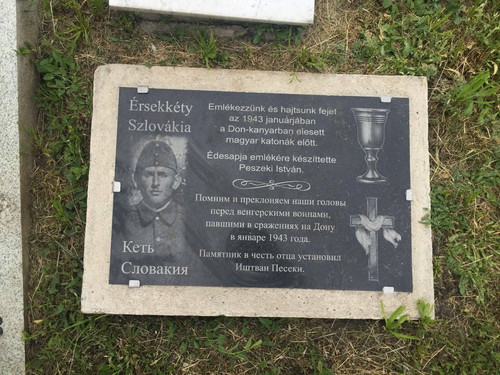 Érsekkéty
Szlovákia
Emlékezzünk és hajtsunk fejet
az 1943 januárjában
a Don-kanyarban elesett
magyar katonák előtt.
Édesapja emlékére készíttette
Peszeki István.
Помним и преклоняем наши головы
перед венгерскими воинами,
павшими в сражениях на Дону
в январе 1943 года.
Памятник в честь отца установил
Иштван Песеки.
Кеть
Словакия